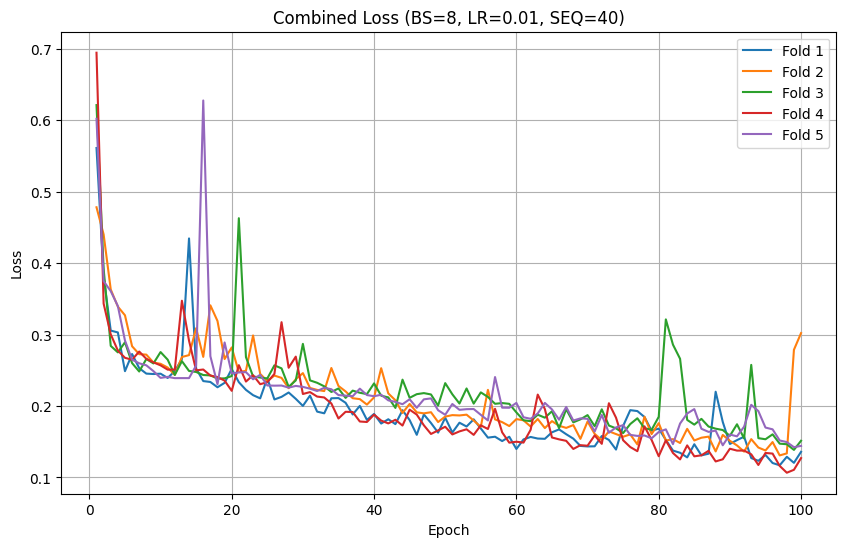 Combined Loss (BS=8, LR=0.01, SEQ=40)
Loss
0.7
0.6
0.5
0.4
0.3
0.2
0.1
Fold 1
Fold 2
Fold 3
Fold 4
Fold 5
0 20 40 60 80 100
Epoch